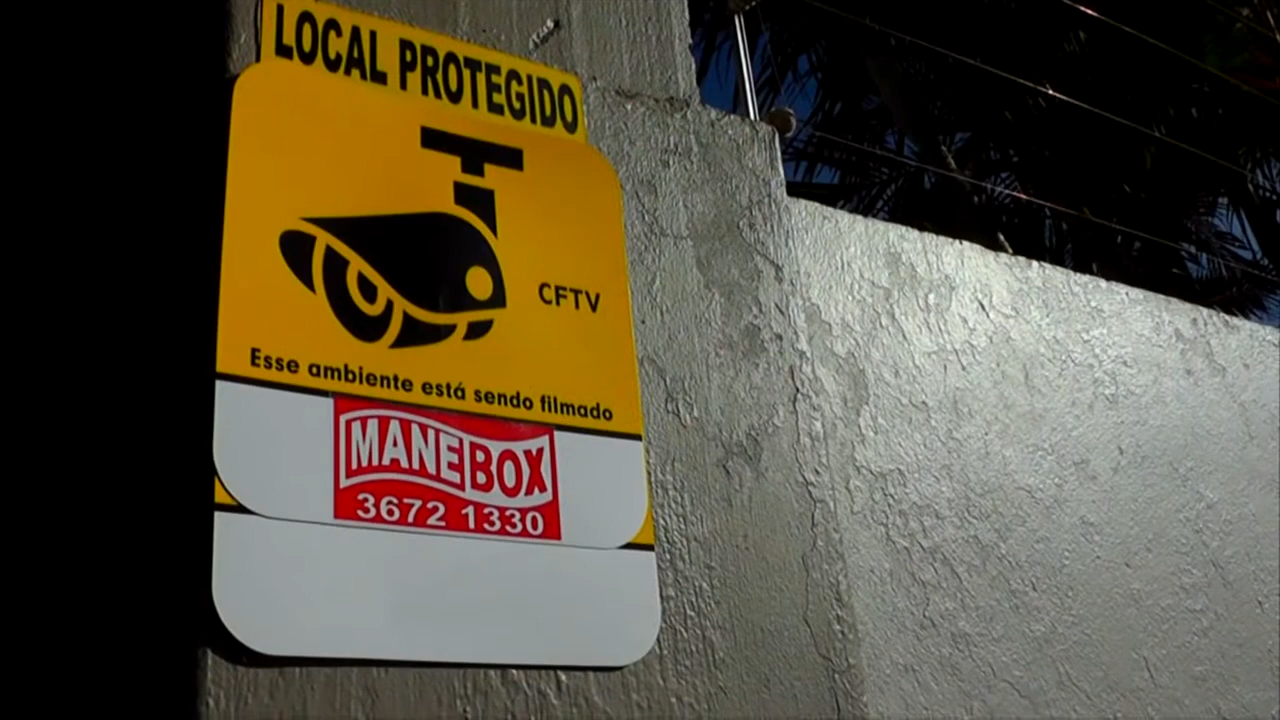 LOCAL PROTEGIDO
CFTV
Esse ambiente está sendo filmado
MANEBOX
3672 1330